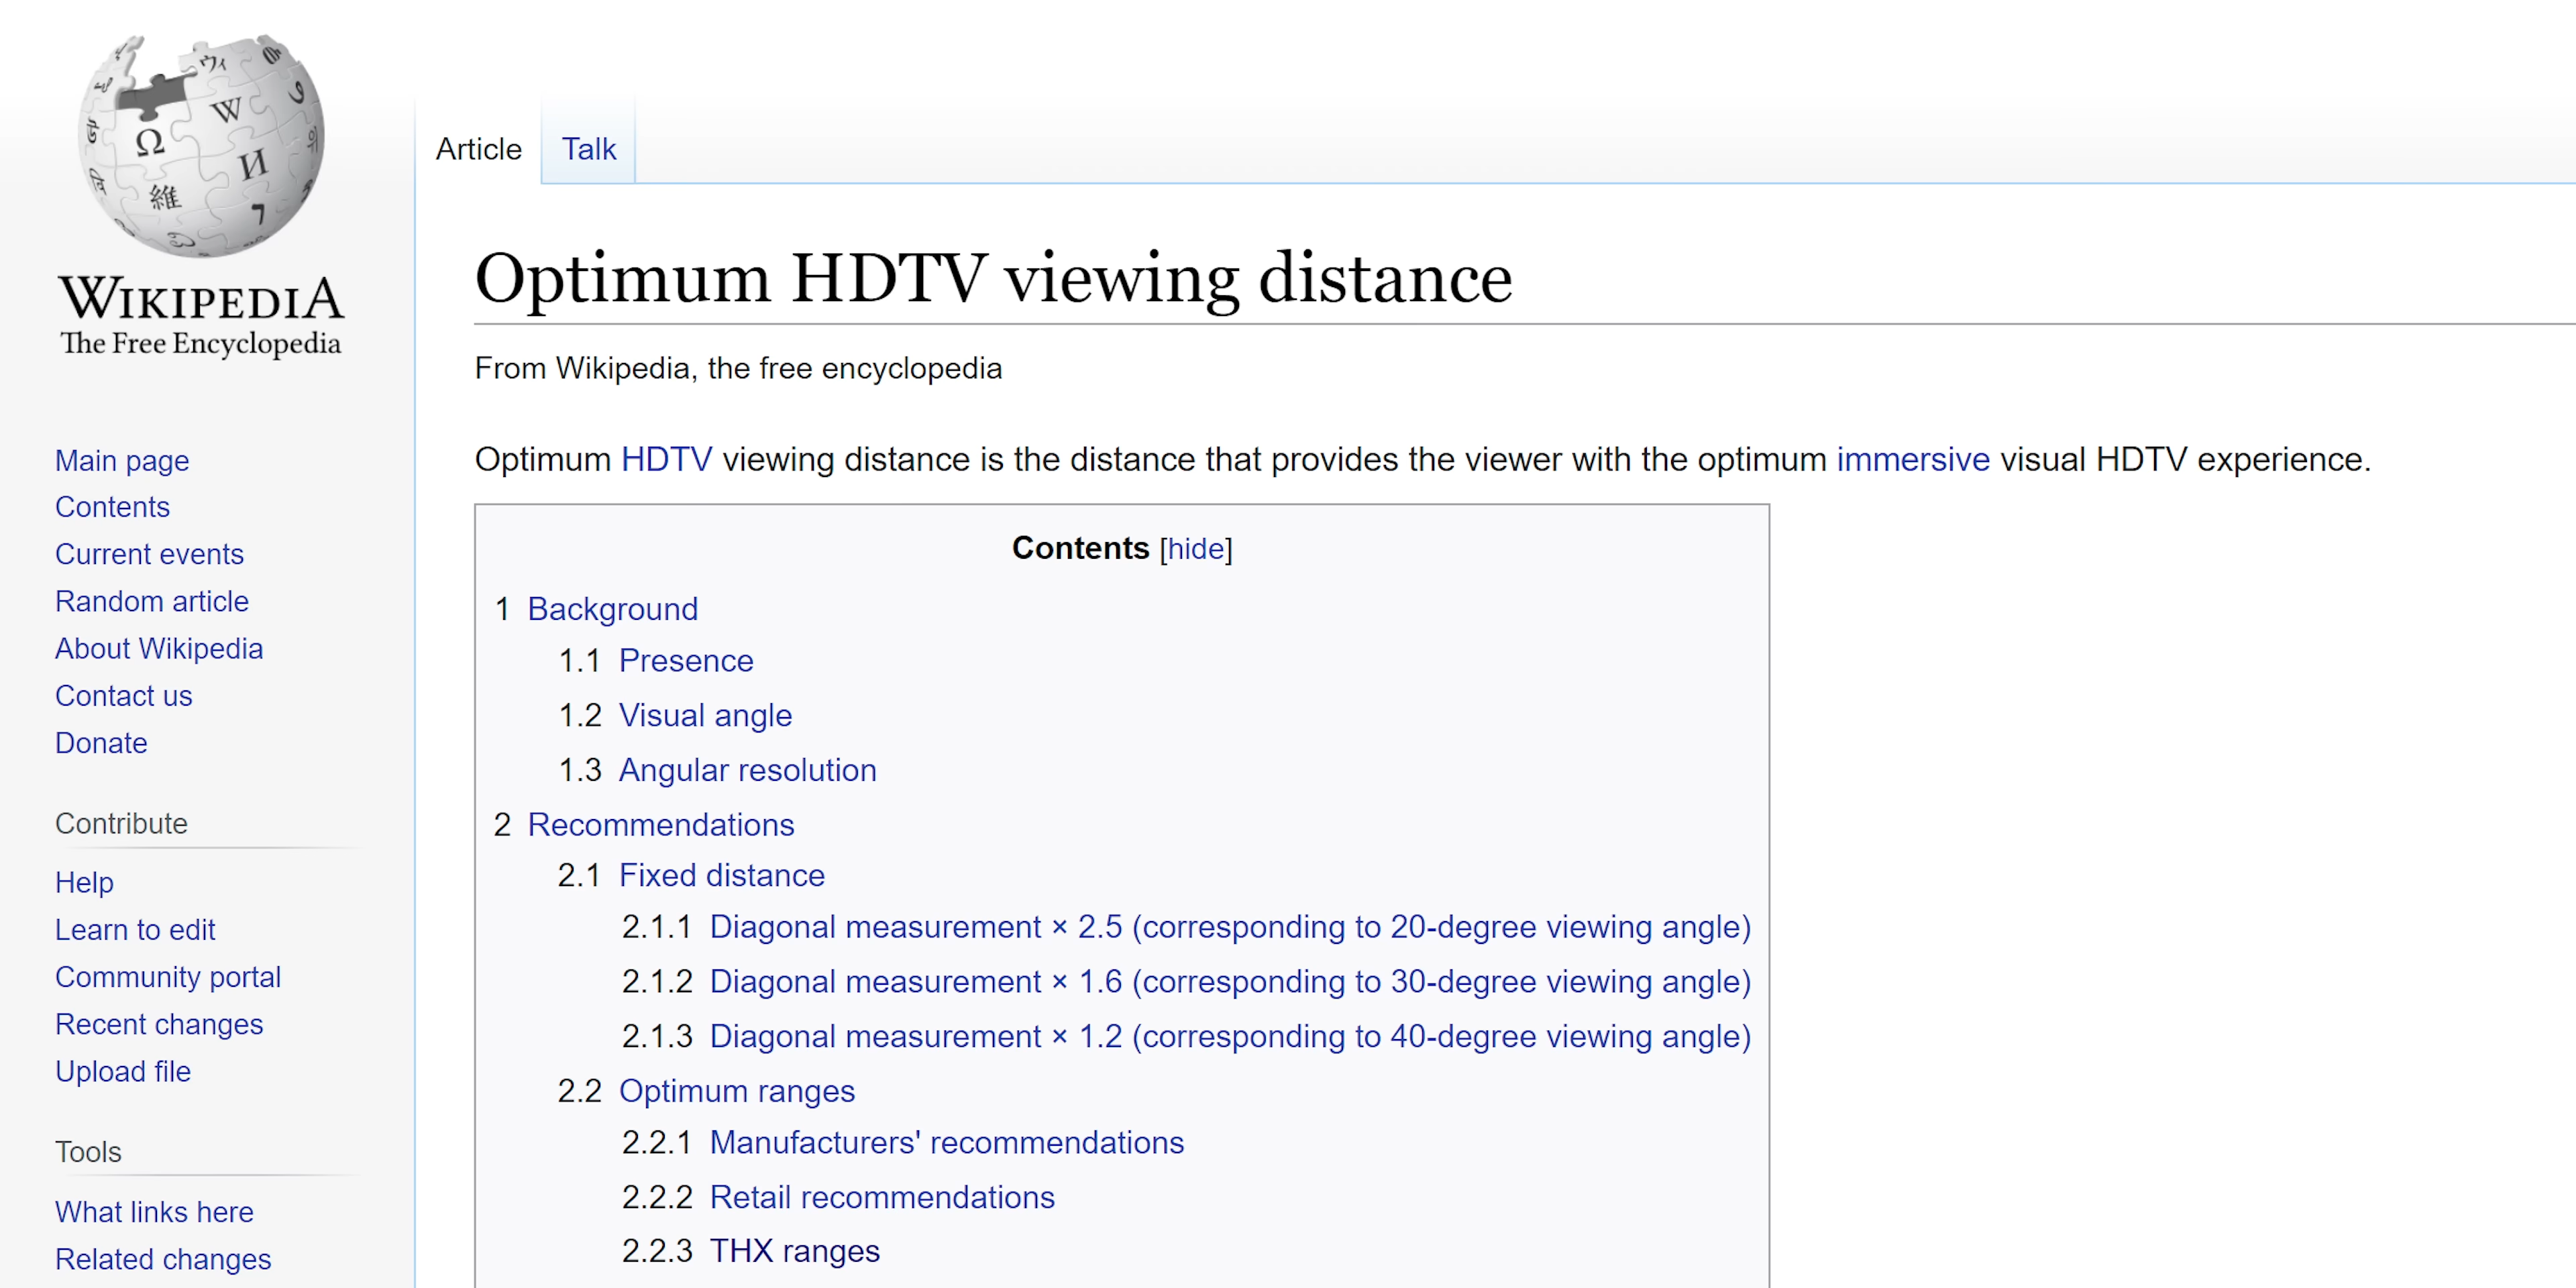 WIKIPEDIA
The Free Encyclopedia
Main page
Contents
Current events
Random article
About Wikipedia
Contact us
Donate
Contribute
Help
Learn to edit
Community portal
Recent changes
Upload file
Tools
What links here
Related changes
Article
Talk
Optimum HDTV viewing distance
From Wikipedia, the free encyclopedia
Optimum HDTV viewing distance is the distance that provides the viewer with the optimum immersive visual HDTV experience.
Contents [hide]
1 Background
1.1 Presence
1.2 Visual angle
1.3 Angular resolution
2 Recommendations
2.1 Fixed distance
2.1.1 Diagonal measurement × 2.5 (corresponding to 20-degree viewing angle)
2.1.2 Diagonal measurement × 1.6 (corresponding to 30-degree viewing angle)
2.1.3 Diagonal measurement × 1.2 (corresponding to 40-degree viewing angle)
2.2 Optimum ranges
2.2.1 Manufacturers' recommendations
2.2.2 Retail recommendations
2.2.3 THX ranges